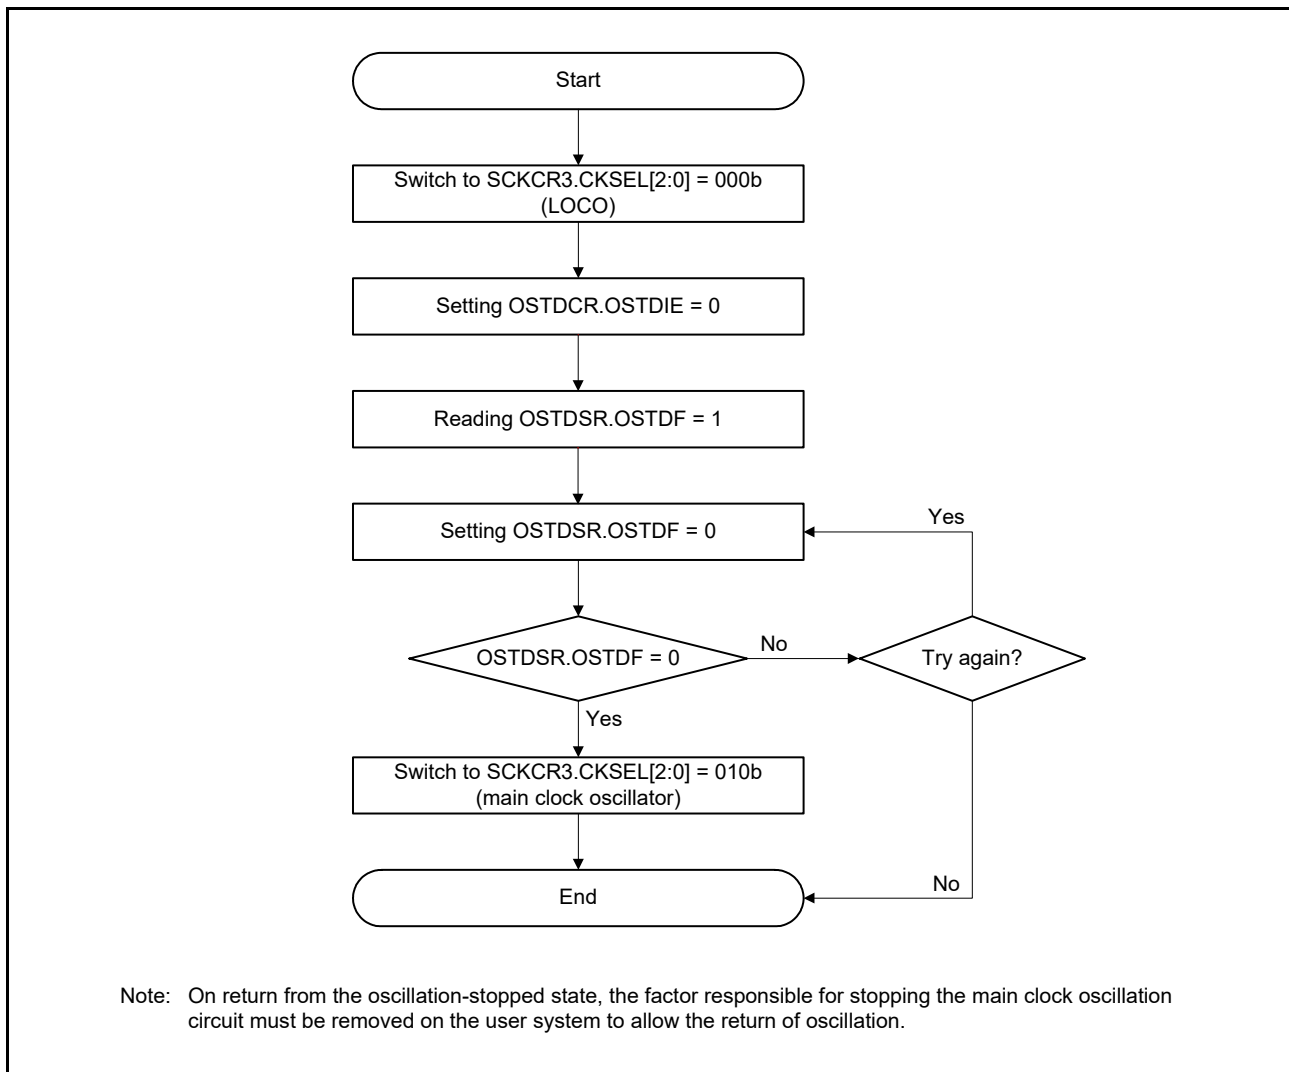 Start
Switch to SCKCR3.CKSEL[2:0] = 000b
(LOCO)
Setting OSTDCR.OSTDIE = 0
Reading OSTDSR.OSTDF = 1
Setting OSTDSR.OSTDF = 0
Yes
OSTDSR.OSTDF = 0
No
Try again?
Yes
Switch to SCKCR3.CKSEL[2:0] = 010b
(main clock oscillator)
No
End
Note: On return from the oscillation-stopped state, the factor responsible for stopping the main clock oscillation
circuit must be removed on the user system to allow the return of oscillation.